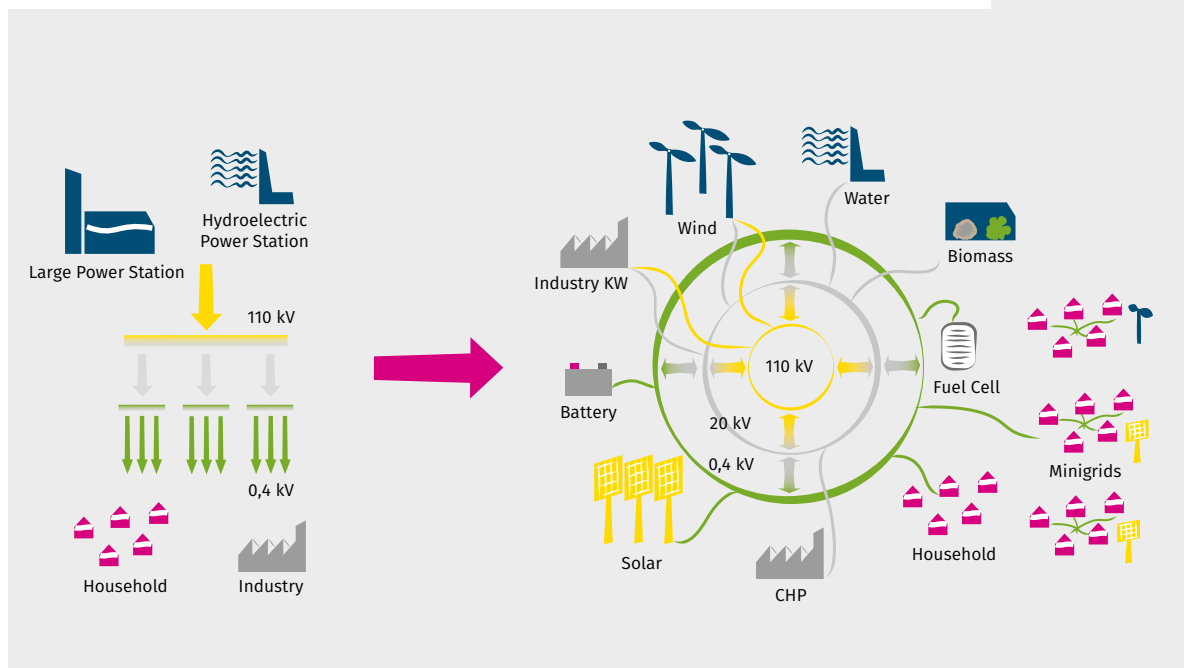 Hydroelectric
Power Station
Large Power Station
110 kV
0,4 kV
Household
Industry
Wind
Water
Biomass
Industry KW
110 kV
Fuel Cell
Battery
20 kV
0,4 kV
Minigrids
Solar
Household
CHP